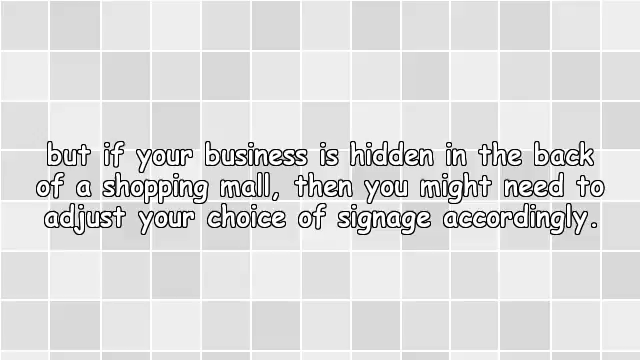 but if your business is hidden in the back
of a shopping mall, then you might need to
adjust your choice of signage accordingly.